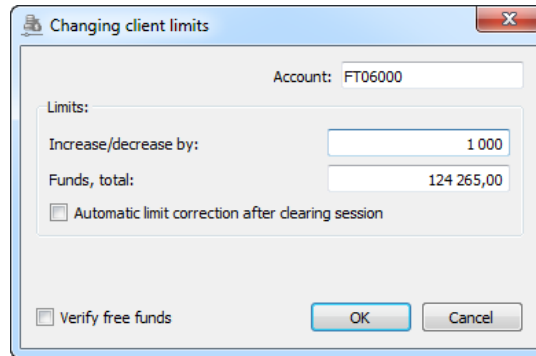 Changing client limits
Account: FT06000
Limits:
Increase/decrease by: 1 000
Funds, total: 124 265,00
Automatic limit correction after clearing session
Verify free funds OK Cancel